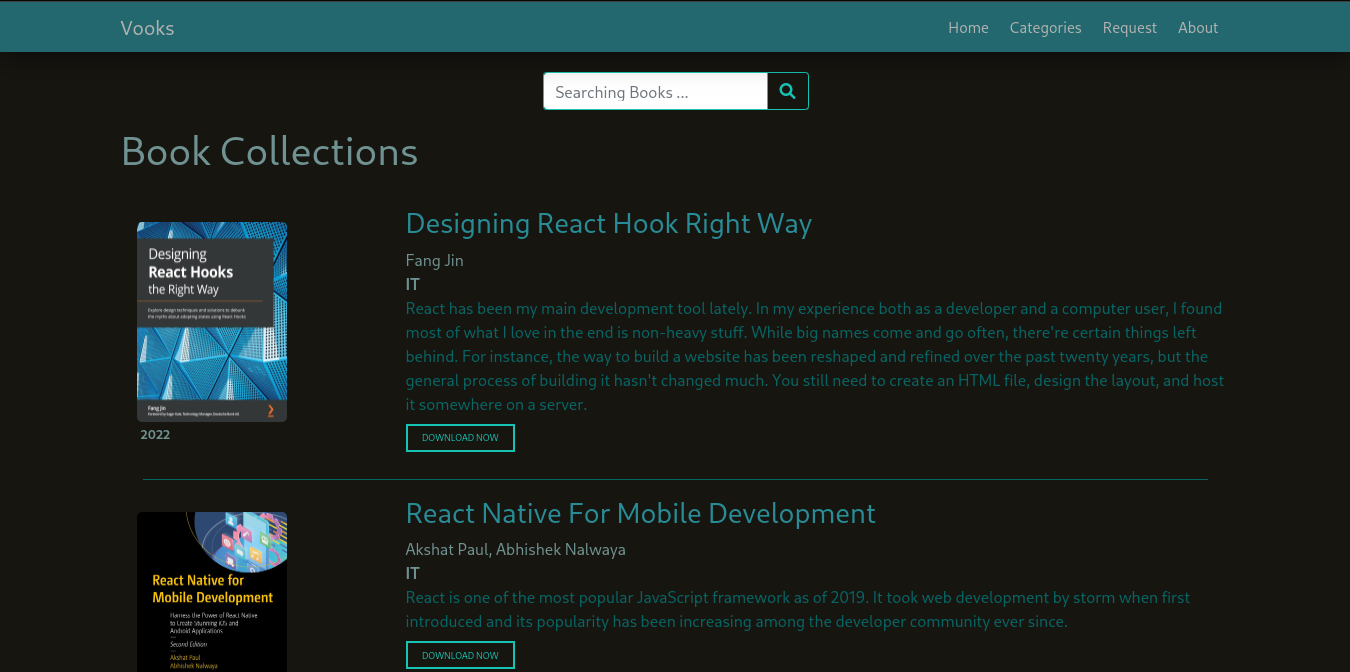 Vooks
Home Categories Request About
Searching Books ...
Book Collections
Designing
React Hooks
the Right Way
Explore design techniques and solutions to debunk
the myths about adopting states using React Hooks
Fang Jin
2022
Designing React Hook Right Way
Fang Jin
IT
React has been my main development tool lately. In my experience both as a developer and a computer user, I found
most of what I love in the end is non-heavy stuff. While big names come and go often, there're certain things left
behind. For instance, the way to build a website has been reshaped and refined over the past twenty years, but the
general process of building it hasn't changed much. You still need to create an HTML file, design the layout, and host
it somewhere on a server.
DOWNLOAD NOW
React Native for
Mobile Development
Harness the Power of React Native
to Create Stunning iOS and
Android Applications
Second Edition
Akshat Paul
Abhishek Nalwaya
React Native For Mobile Development
Akshat Paul, Abhishek Nalwaya
IT
React is one of the most popular JavaScript framework as of 2019. It took web development by storm when first
introduced and its popularity has been increasing among the developer community ever since.
DOWNLOAD NOW